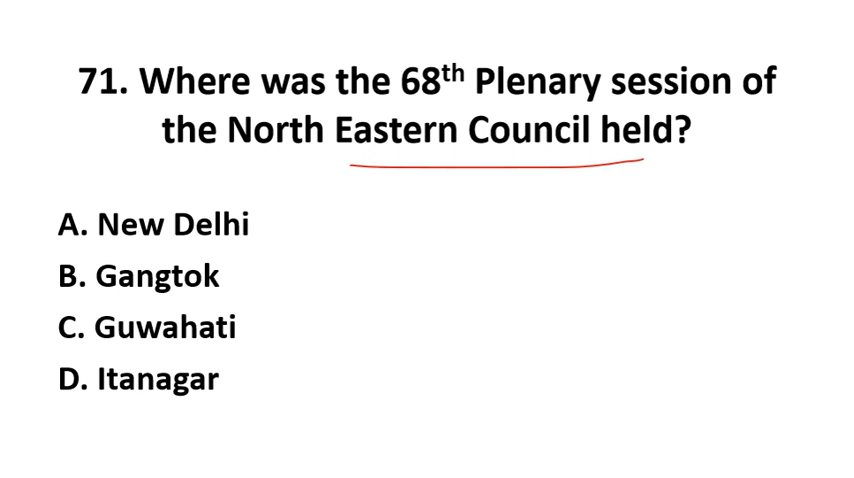 71. Where was the 68th Plenary session of
the North Eastern Council held?
A. New Delhi
B. Gangtok
C. Guwahati
D. Itanagar